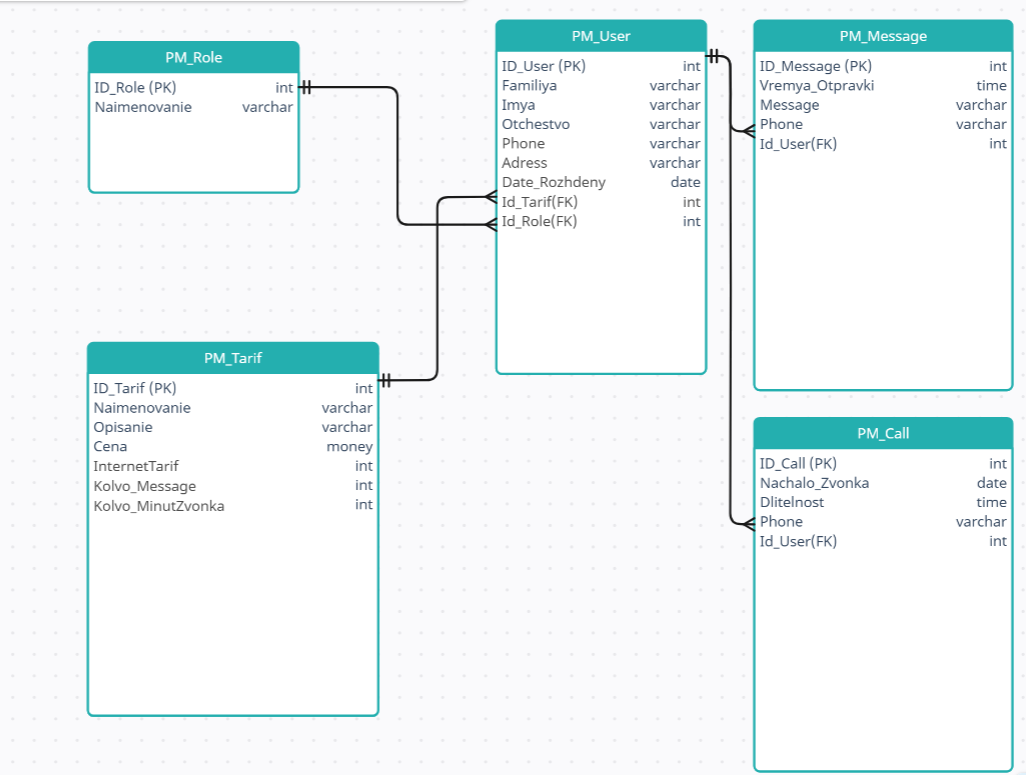 PM_Role
ID_Role (PK) int
Naimenovanie varchar
PM_User
ID_User (PK) int
Familiya varchar
Imya varchar
Otchestvo varchar
Phone varchar
Adress varchar
Date_Rozhdeny date
Id_Tarif(FK) int
Id_Role(FK) int
PM_Message
ID_Message (PK) int
Vremya_Otpravki time
Message varchar
Phone varchar
Id_User(FK) int
PM_Tarif
ID_Tarif (PK) int
Naimenovanie varchar
Opisanie varchar
Cena money
InternetTarif int
Kolvo_Message int
Kolvo_MinutZvonka int
PM_Call
ID_Call (PK) int
Nachalo_Zvonka date
Dlitelnost time
Phone varchar
Id_User(FK) int